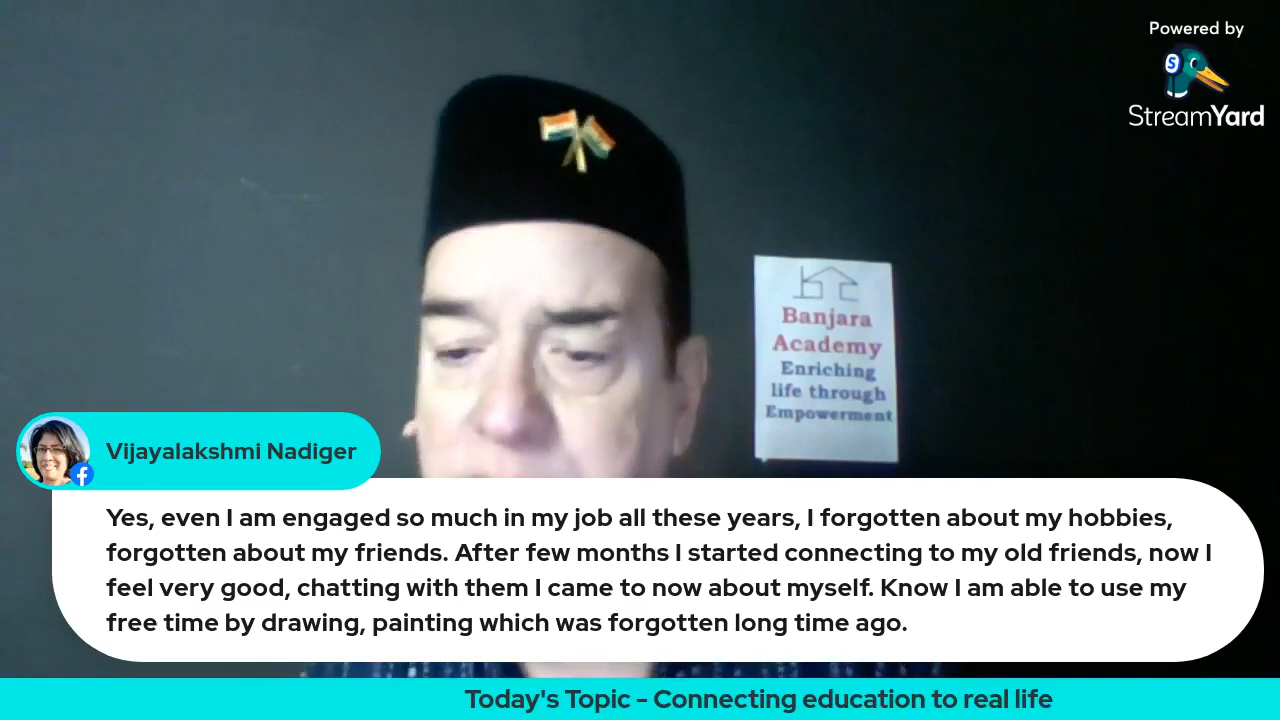 Powered by
S
StreamYard
Banjara
Academy
Enriching
life through
Empowerment
Vijayalakshmi Nadiger
Yes, even I am engaged so much in my job all these years, I forgotten about my hobbies,
forgotten about my friends. After few months I started connecting to my old friends, now I
feel very good, chatting with them I came to now about myself. Know I am able to use my
free time by drawing, painting which was forgotten long time ago.
Today's Topic - Connecting education to real life